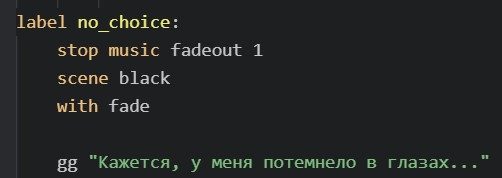 label no_choice:
stop music fadeout 1
scene black
with fade
gg "Кажется, у меня потемнело в глазах..."